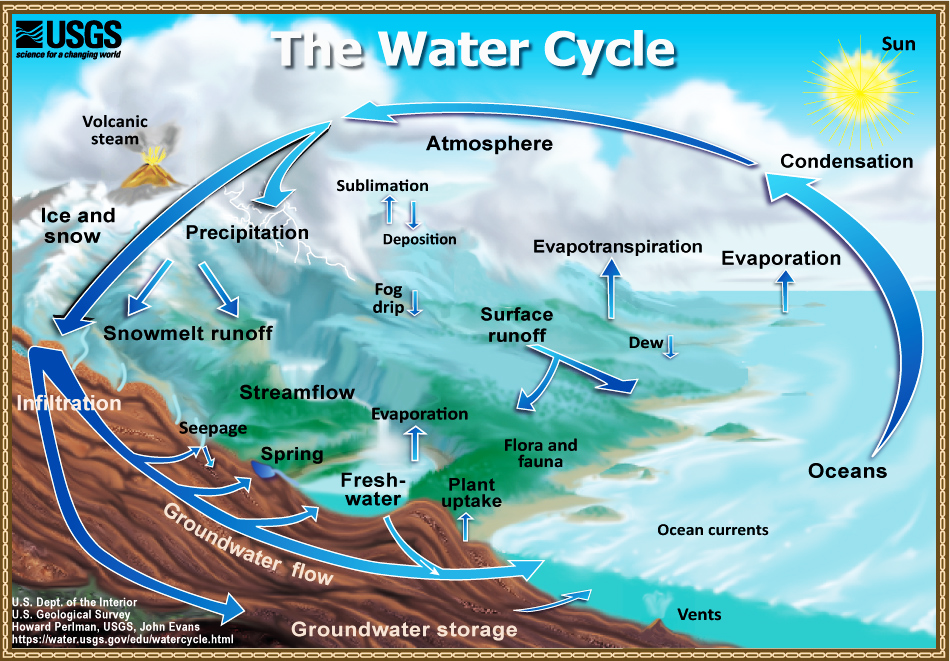 USGS
science for a changing world
The Water Cycle
Sun
Volcanic
steam
Atmosphere
Condensation
Sublimation
Ice and
snow
Precipitation
Deposition
Evapotranspiration
Evaporation
Fog
drip
Surface
runoff
Snowmelt runoff
Dew
Streamflow
Infiltration
Evaporation
Seepage
Spring
Flora and
fauna
Fresh-
water
Plant
uptake
Oceans
Groundwater flow
Ocean currents
U.S. Dept. of the Interior
U.S. Geological Survey
Howard Perlman, USGS, John Evans
https://water.usgs.gov/edu/watercycle.html
Groundwater storage
Vents